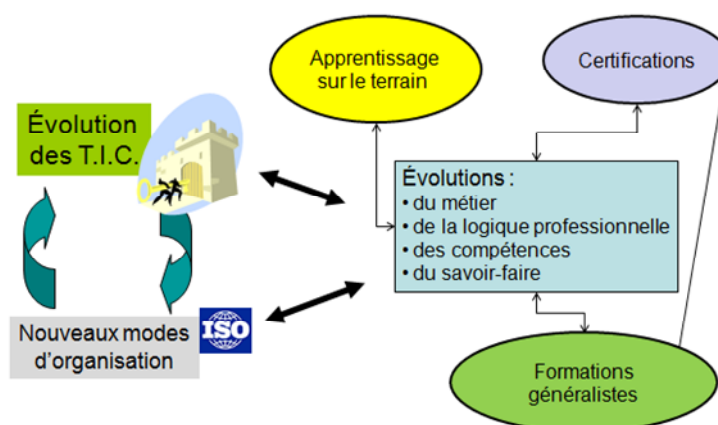 Apprentissage
sur le terrain
Certifications
Évolution
des T.I.C.
Évolutions :
• du métier
• de la logique professionnelle
• des compétences
• du savoir-faire
Nouveaux modes
d'organisation
ISO
Formations
généralistes